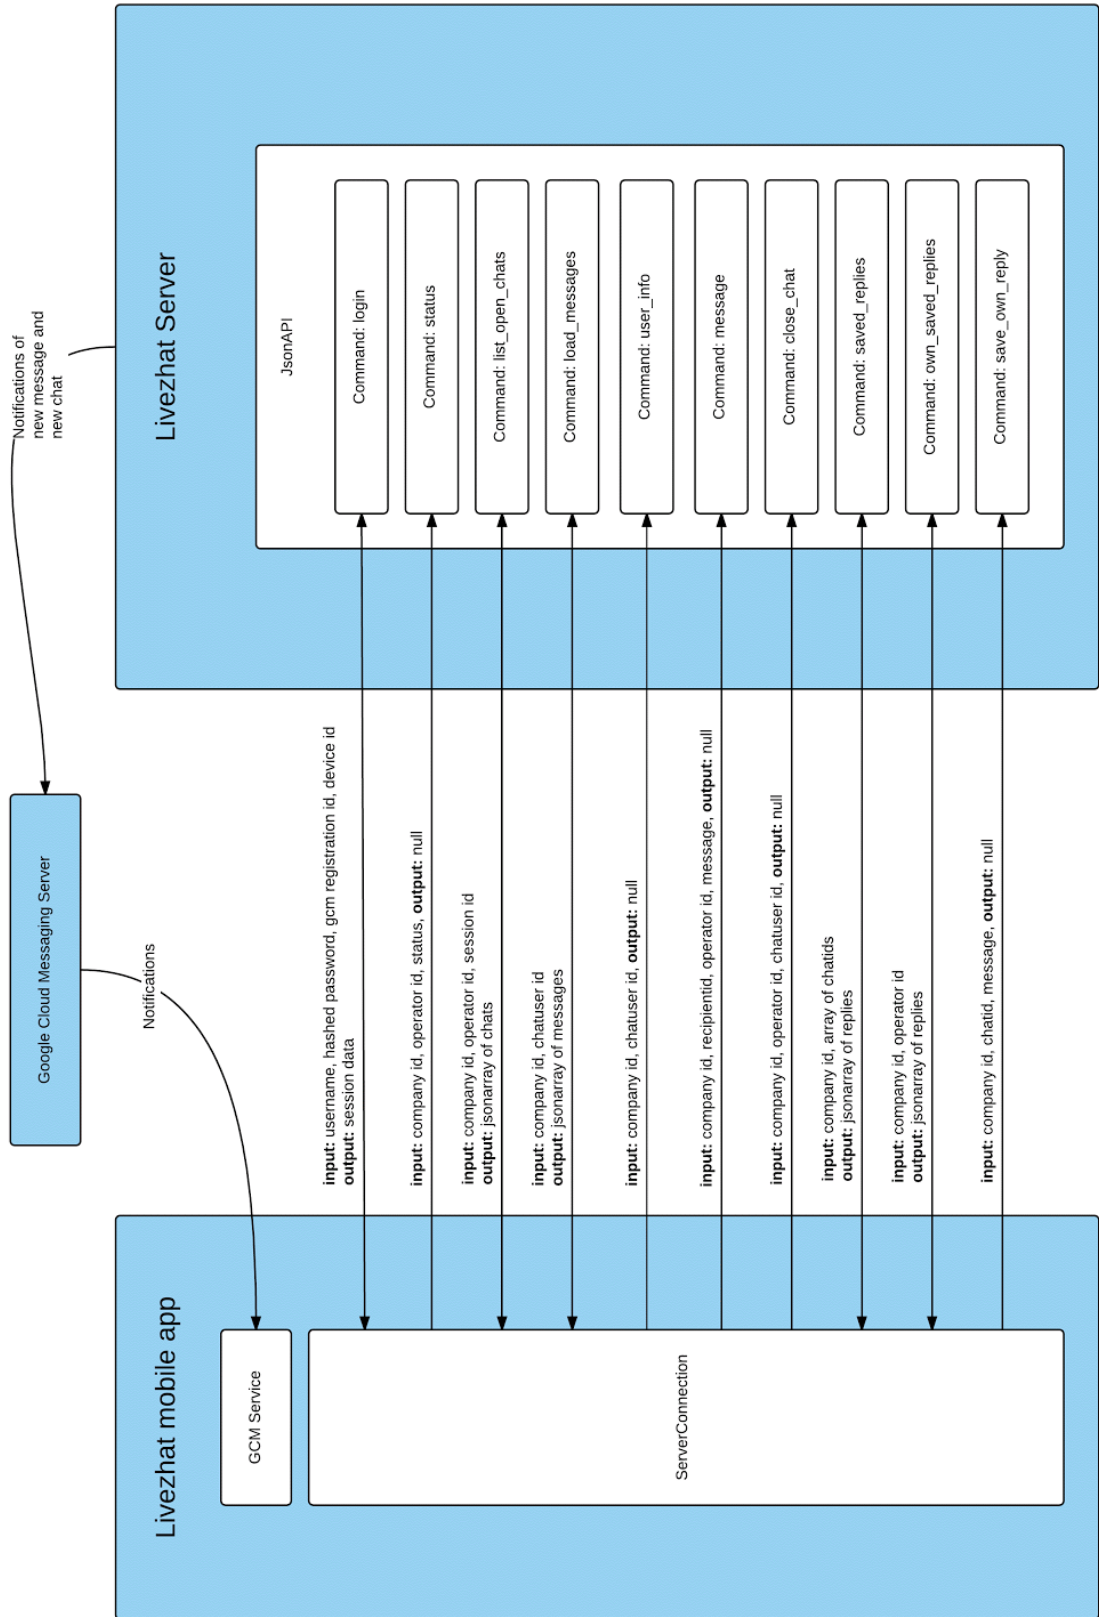 Livezhat mobile app
GCM Service
ServerConnection
Google Cloud Messaging Server
Notifications
Notifications of
new message and
new chat
input: username, hashed password, gcm registration id, device id
output: session data
input: company id, operator id, status, output: null
input: company id, operator id, session id
output: jsonarray of chats
input: company id, chatuser id
output: jsonarray of messages
input: company id, chatuser id, output: null
input: company id, recipientid, operator id, message, output: null
input: company id, operator id, chatuser id, output: null
input: company id, array of chatids
output: jsonarray of replies
input: company id, operator id
output: jsonarray of replies
input: company id, chatid, message, output: null
Livezhat Server
JsonAPI
Command: login
Command: status
Command: list_open_chats
Command: load_messages
Command: user_info
Command: message
Command: close_chat
Command: saved_replies
Command: own_saved_replies
Command: save_own_reply